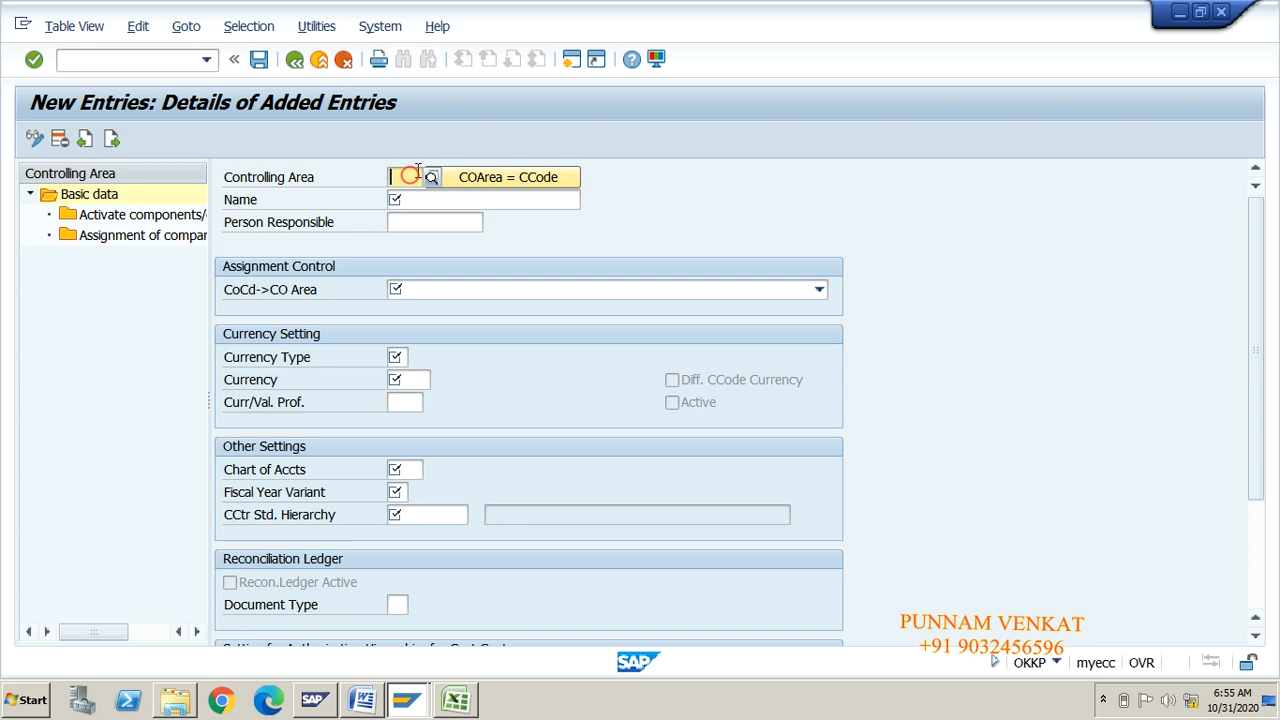 Table View Edit Goto Selection Utilities System Help
New Entries: Details of Added Entries
Controlling Area
Basic data
Activate components/
Assignment of compar
Controlling Area COArea = CCode
Name
Person Responsible
Assignment Control
CoCd->CO Area
Currency Setting
Currency Type
Currency Diff. CCode Currency
Curr/Val. Prof. Active
Other Settings
Chart of Accts
Fiscal Year Variant
CCtr Std. Hierarchy
Reconciliation Ledger
Recon.Ledger Active
Document Type
PUNNAM VENKAT
+91 9032456596
SAP OKKP myecc OVR
Start SAP 6:55 AM
10/31/2020